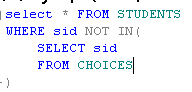 select * FROM STUDENTS
WHERE sid NOT IN(
SELECT sid
FROM CHOICES
)